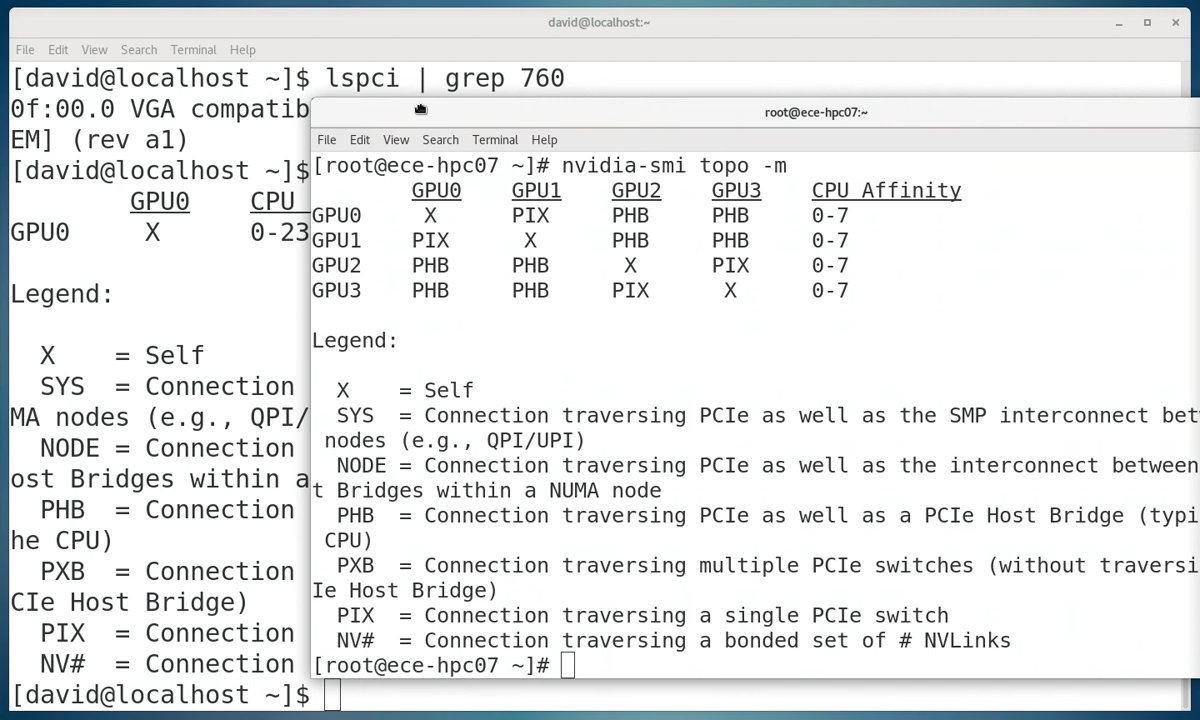 david@localhost:~
File Edit View Search Terminal Help
[david@localhost ~]$ lspci | grep 760
0f:00.0 VGA compatib
EM] (rev a1)
[david@localhost ~]$
GPU0 CPU
GPU0 X 0-23
Legend:
X = Self
SYS = Connection
MA nodes (e.g., QPI/
NODE = Connection
ost Bridges within a
PHB = Connection
he CPU)
PXB = Connection
CIe Host Bridge)
PIX = Connection
NV# = Connection
[david@localhost ~]$
root@ece-hpc07:~
File Edit View Search Terminal Help
[root@ece-hpc07 ~]# nvidia-smi topo -m
GPU0 GPU1 GPU2 GPU3 CPU Affinity
GPU0 X PIX PHB PHB 0-7
GPU1 PIX X PHB PHB 0-7
GPU2 PHB PHB X PIX 0-7
GPU3 PHB PHB PIX X 0-7
Legend:
X = Self
SYS = Connection traversing PCIe as well as the SMP interconnect bet
nodes (e.g., QPI/UPI)
NODE = Connection traversing PCIe as well as the interconnect between
t Bridges within a NUMA node
PHB = Connection traversing PCIe as well as a PCIe Host Bridge (typi
CPU)
PXB = Connection traversing multiple PCIe switches (without traversi
Ie Host Bridge)
PIX = Connection traversing a single PCIe switch
NV# = Connection traversing a bonded set of # NVLinks
[root@ece-hpc07 ~]#